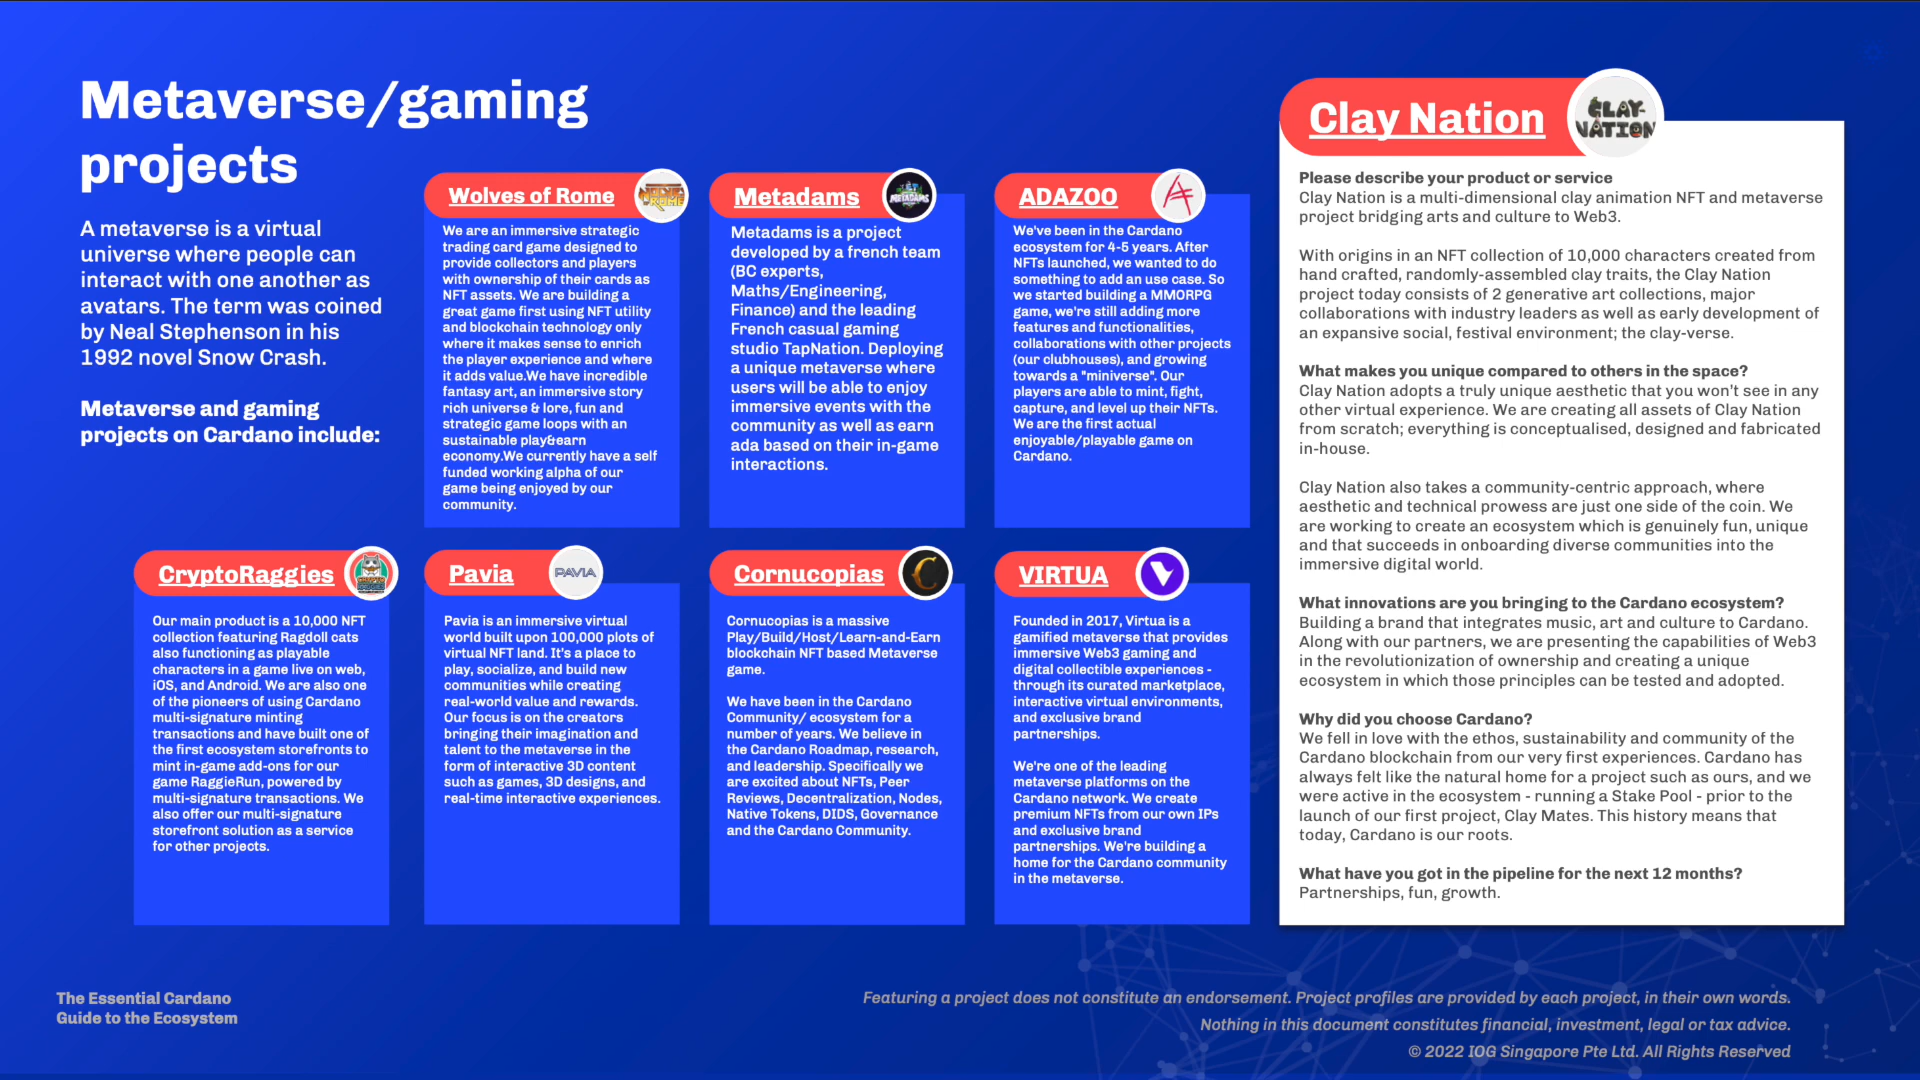 Metaverse/gaming
projects
A metaverse is a virtual
universe where people can
interact with one another as
avatars. The term was coined
by Neal Stephenson in his
1992 novel Snow Crash.
Metaverse and gaming
projects on Cardano include:
Wolves of Rome
We are an immersive strategic
trading card game designed to
provide collectors and players
with ownership of their cards as
NFT assets. We are building a
great game first using NFT utility
and blockchain technology only
where it makes sense to enrich
the player experience and where
it adds value.We have incredible
fantasy art, an immersive story
rich universe & lore, fun and
strategic game loops with an
sustainable play&earn
economy.We currently have a self
funded working alpha of our
game being enjoyed by our
community.
Metadams
METADAMS
Metadams is a project
developed by a french team
(BC experts,
Maths/Engineering,
Finance) and the leading
French casual gaming
studio TapNation. Deploying
a unique metaverse where
users will be able to enjoy
immersive events with the
community as well as earn
ada based on their in-game
interactions.
ADAZOO
We've been in the Cardano
ecosystem for 4-5 years. After
NFTs launched, we wanted to do
something to add an use case. So
we started building a MMORPG
game, we're still adding more
features and functionalities,
collaborations with other projects
(our clubhouses), and growing
towards a "miniverse". Our
players are able to mint, fight,
capture, and level up their NFTs.
We are the first actual
enjoyable/playable game on
Cardano.
CryptoRaggies
Our main product is a 10,000 NFT
collection featuring Ragdoll cats
also functioning as playable
characters in a game live on web,
iOS, and Android. We are also one
of the pioneers of using Cardano
multi-signature minting
transactions and have built one of
the first ecosystem storefronts to
mint in-game add-ons for our
game RaggieRun, powered by
multi-signature transactions. We
also offer our multi-signature
storefront solution as a service
for other projects.
Pavia
PAVIA
Pavia is an immersive virtual
world built upon 100,000 plots of
virtual NFT land. It's a place to
play, socialize, and build new
communities while creating
real-world value and rewards.
Our focus is on the creators
bringing their imagination and
talent to the metaverse in the
form of interactive 3D content
such as games, 3D designs, and
real-time interactive experiences.
Cornucopias
C
Cornucopias is a massive
Play/Build/Host/Learn-and-Earn
blockchain NFT based Metaverse
game.
We have been in the Cardano
Community/ ecosystem for a
number of years. We believe in
the Cardano Roadmap, research,
and leadership. Specifically we
are excited about NFTs, Peer
Reviews, Decentralization, Nodes,
Native Tokens, DIDS, Governance
and the Cardano Community.
VIRTUA
Founded in 2017, Virtua is a
gamified metaverse that provides
immersive Web3 gaming and
digital collectible experiences -
through its curated marketplace,
interactive virtual environments,
and exclusive brand
partnerships.
We're one of the leading
metaverse platforms on the
Cardano network. We create
premium NFTs from our own IPs
and exclusive brand
partnerships. We're building a
home for the Cardano community
in the metaverse.
Clay Nation
CLAY-
NATION
Please describe your product or service
Clay Nation is a multi-dimensional clay animation NFT and metaverse
project bridging arts and culture to Web3.
With origins in an NFT collection of 10,000 characters created from
hand crafted, randomly-assembled clay traits, the Clay Nation
project today consists of 2 generative art collections, major
collaborations with industry leaders as well as early development of
an expansive social, festival environment; the clay-verse.
What makes you unique compared to others in the space?
Clay Nation adopts a truly unique aesthetic that you won't see in any
other virtual experience. We are creating all assets of Clay Nation
from scratch; everything is conceptualised, designed and fabricated
in-house.
Clay Nation also takes a community-centric approach, where
aesthetic and technical prowess are just one side of the coin. We
are working to create an ecosystem which is genuinely fun, unique
and that succeeds in onboarding diverse communities into the
immersive digital world.
What innovations are you bringing to the Cardano ecosystem?
Building a brand that integrates music, art and culture to Cardano.
Along with our partners, we are presenting the capabilities of Web3
in the revolutionization of ownership and creating a unique
ecosystem in which those principles can be tested and adopted.
Why did you choose Cardano?
We fell in love with the ethos, sustainability and community of the
Cardano blockchain from our very first experiences. Cardano has
always felt like the natural home for a project such as ours, and we
were active in the ecosystem - running a Stake Pool - prior to the
launch of our first project, Clay Mates. This history means that
today, Cardano is our roots.
What have you got in the pipeline for the next 12 months?
Partnerships, fun, growth.
The Essential Cardano
Guide to the Ecosystem
Featuring a project does not constitute an endorsement. Project profiles are provided by each project, in their own words.
Nothing in this document constitutes financial, investment, legal or tax advice.
© 2022 IOG Singapore Pte Ltd. All Rights Reserved